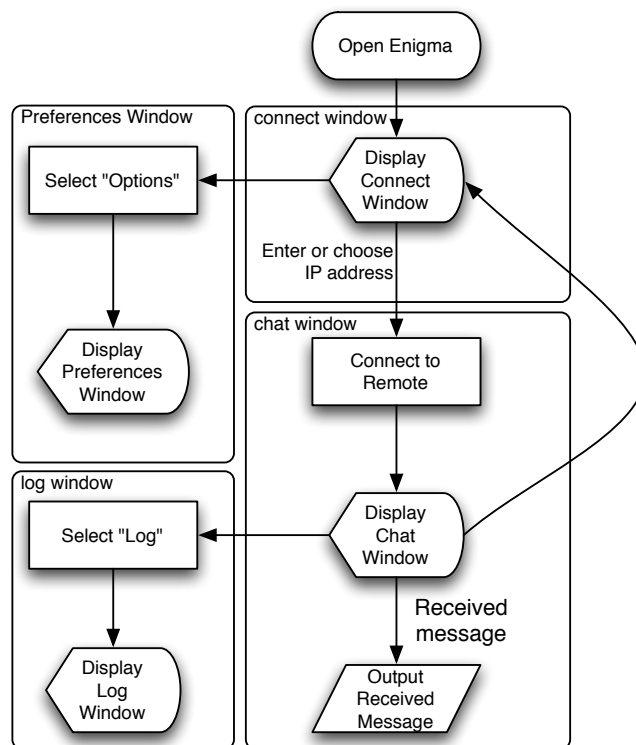 Open Enigma
Preferences Window
connect window
Select "Options"
Display
Connect
Window
Enter or choose
IP address
Display
Preferences
Window
chat window
Connect to
Remote
log window
Select "Log"
Display
Chat
Window
Received
message
Display
Log
Window
Output
Received
Message